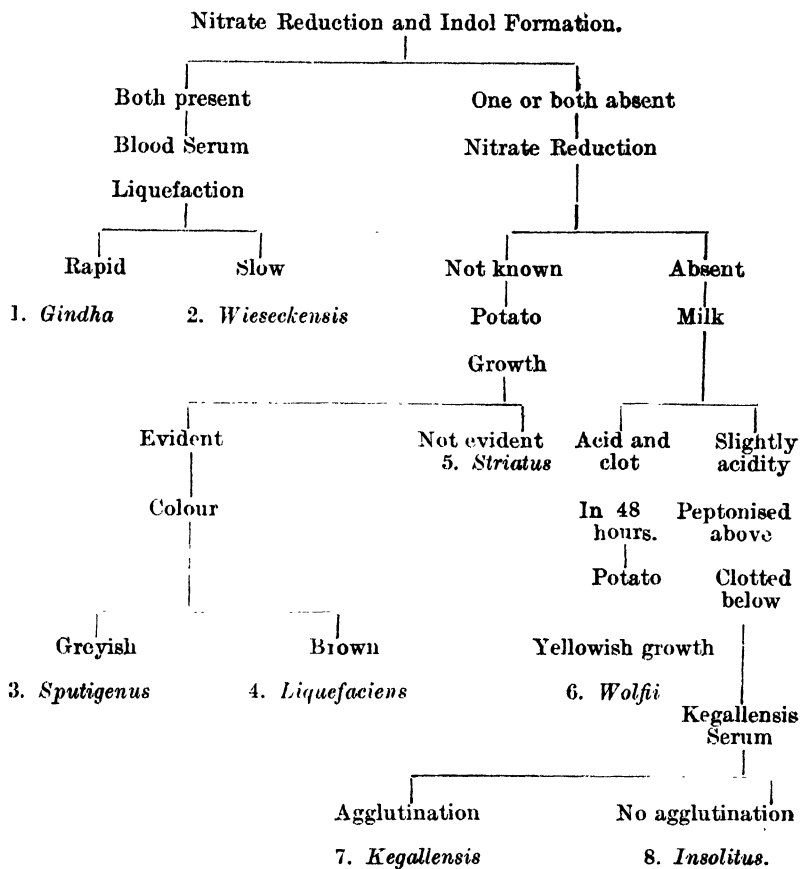 Nitrate Reduction and Indol Formation.
Both present One or both absent
Blood Serum Nitrate Reduction
Liquefaction
Rapid Slow Not known Absent
1. Gindha 2. Wieseckensis Potato Milk
Growth
Evident Not evident Acid and Slightly
5. Striatus clot acidity
Colour In 48 Peptonised
hours. above
Potato Clotted
below
Greyish Brown Yellowish growth
3. Sputigenus 4. Liquefaciens 6. Wolfii
Kegallensis
Serum
Agglutination No agglutination
7. Kegallensis 8. Insolitus.